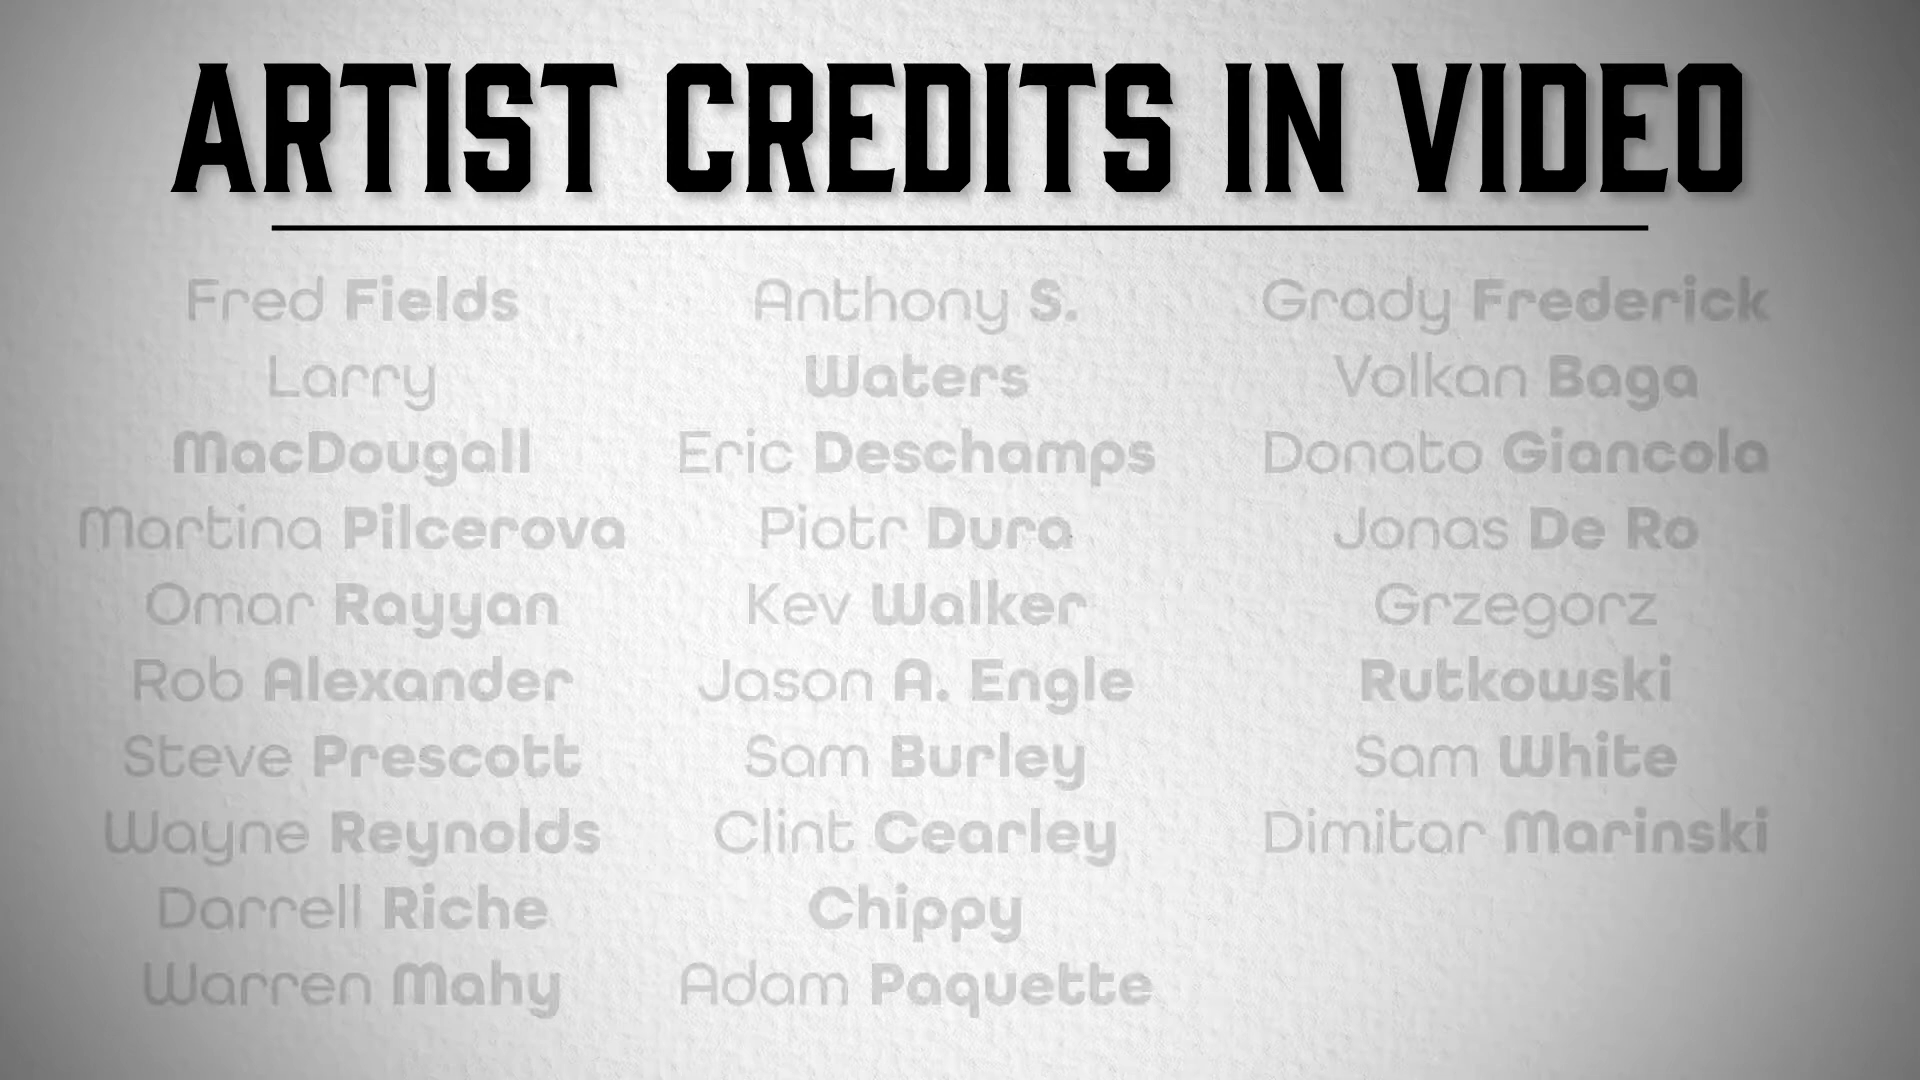 ARTIST CREDITS IN VIDEO
Fred Fields
Larry
MacDougall
Martina Pilcerova
Omar Rayyan
Rob Alexander
Steve Prescott
Wayne Reynolds
Darrell Riche
Warren Mahy
Anthony S.
Waters
Eric Deschamps
Piotr Dura
Kev Walker
Jason A. Engle
Sam Burley
Clint Cearley
Chippy
Adam Paquette
Grady Frederick
Volkan Baga
Donato Giancola
Jonas De Ro
Grzegorz
Rutkowski
Sam White
Dimitar Marinski